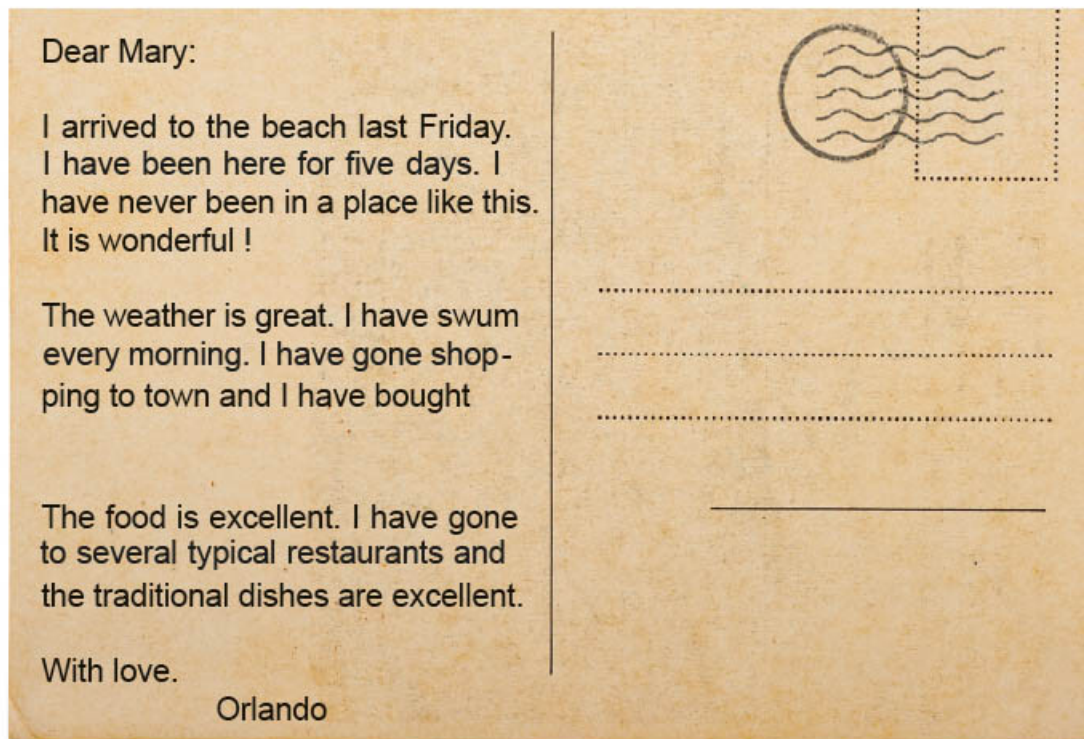 Dear Mary:
I arrived to the beach last Friday.
I have been here for five days. I
have never been in a place like this.
It is wonderful !
The weather is great. I have swum
every morning. I have gone shop-
ping to town and I have bought
The food is excellent. I have gone
to several typical restaurants and
the traditional dishes are excellent.
With love.
Orlando